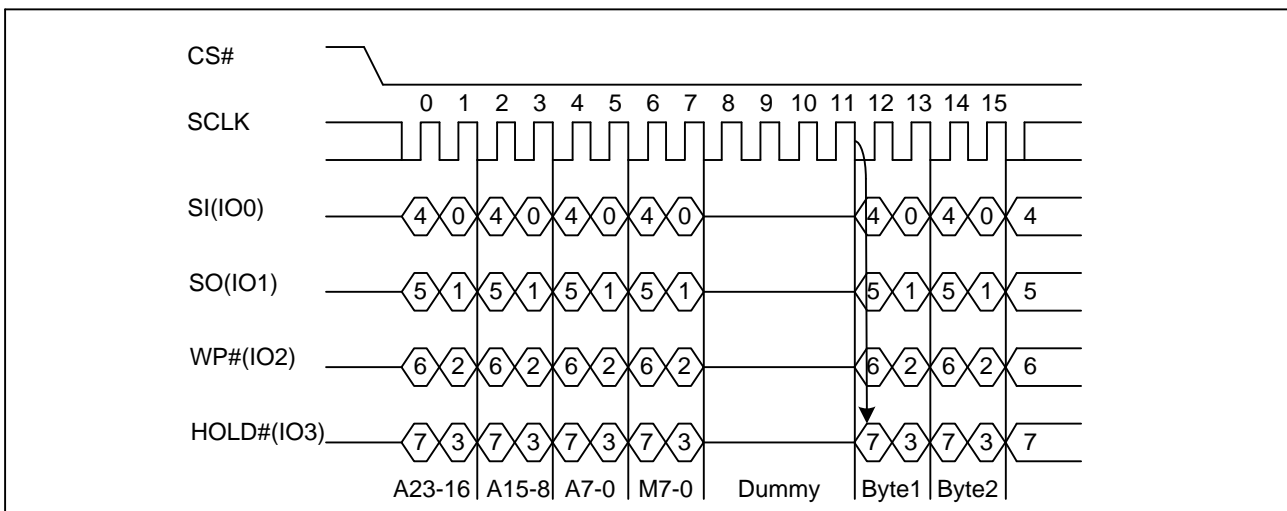 CS#
0 1 2 3 4 5 6 7 8 9 10 11 12 13 14 15
SCLK
SI(IO0) 4 0 4 0 4 0 4 0 4 0 4 0 4
SO(IO1) 5 1 5 1 5 1 5 1 5 1 5 1 5
WP#(IO2) 6 2 6 2 6 2 6 2 6 2 6 2 6
HOLD#(IO3) 7 3 7 3 7 3 7 3 7 3 7 3 7
A23-16 A15-8 A7-0 M7-0 Dummy Byte1 Byte2